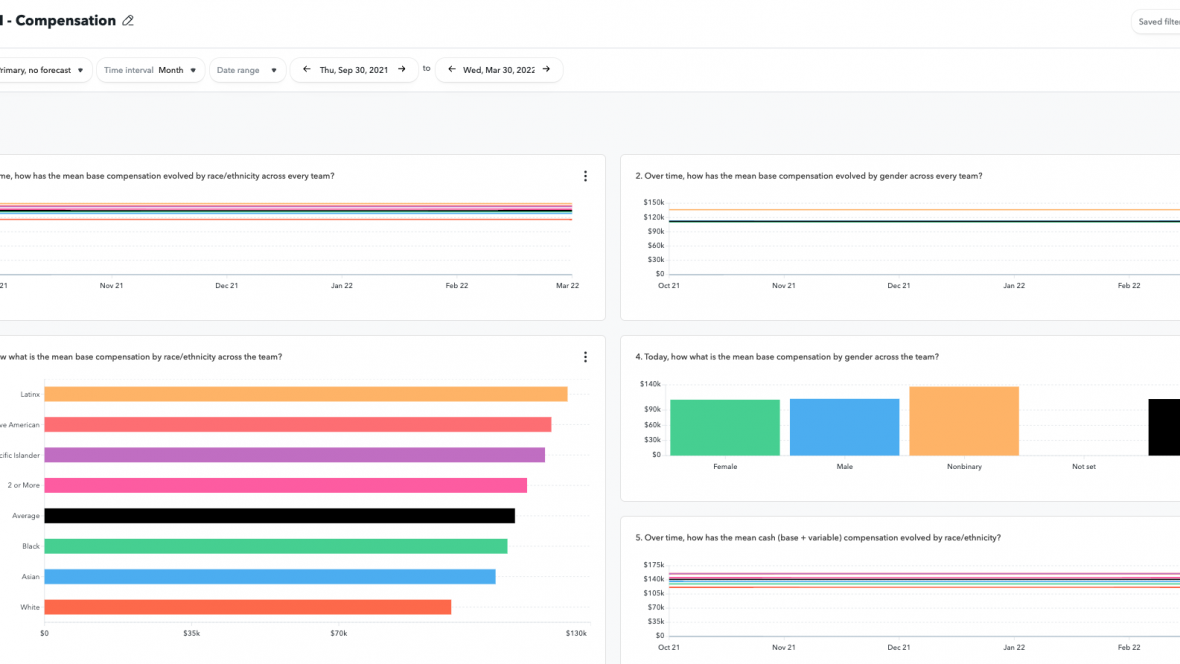 - Compensation
Saved
no forecast
Time interval Month
Date range
Thu, Sep 30, 2021
to
Wed, Mar 30, 2022
how has the mean base compensation evolved by race/ethnicity across every team?
21
Nov 21
Dec 21
Jan 22
Feb 22
Mar 22
2. Over time, how has the mean base compensation evolved by gender across every team?
$150k
$120k
$90k
$60k
$30k
$0
Oct 21
Nov 21
Dec 21
Jan 22
Feb 22
what is the mean base compensation by race/ethnicity across the team?
Latinx
American
Islander
2 or More
Average
Black
Asian
White
$0
$35k
$70k
$130k
4. Today, how what is the mean base compensation by gender across the team?
$140k
$90k
$60k
$30k
$0
Female
Male
Nonbinary
Not set
5. Over time, how has the mean cash (base + variable) compensation evolved by race/ethnicity?
$175k
$140k
$105k
$70k
$35k
$0
Oct 21
Nov 21
Dec 21
Jan 22
Feb 22